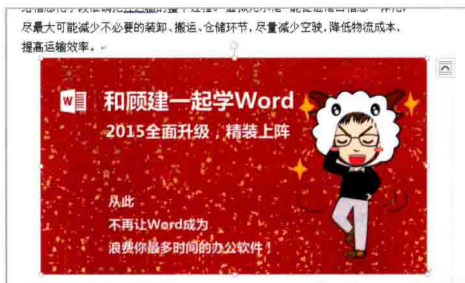 尽最大可能减少不必要的装卸、搬运、仓储环节,尽量减少空驶,降低物流成本,
提高运输效率。
W 和顾建一起学Word
2015全面升级，精装上阵
从此
不再让Word成为
浪费你最多时间的办公软件！